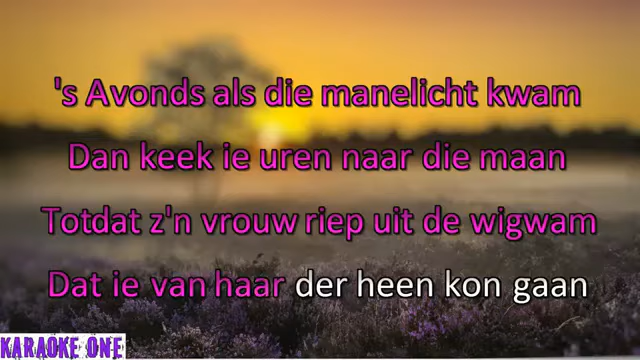 's Avonds als die manelicht kwam
Dan keek ie uren naar die maan
Totdat z'n vrouw riep uit de wigwam
Dat ie van haar der heen kon gaan
KARAOKE ONE